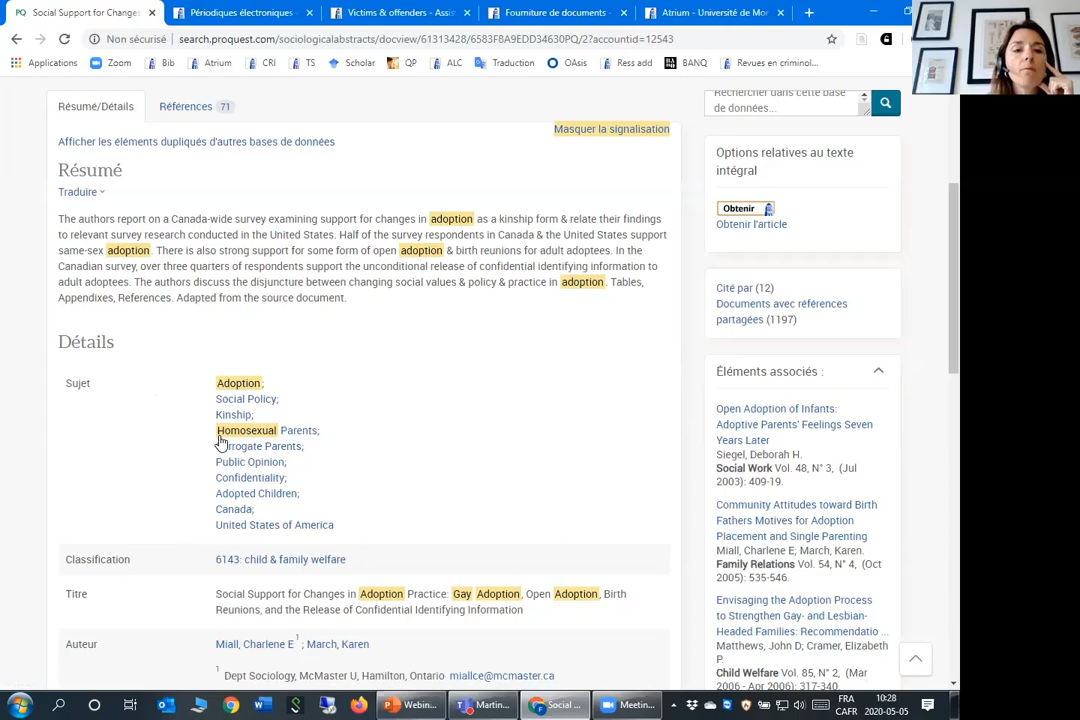 Social Support for Changes
Périodiques électroniques -
Victims & offenders - Assis
Fourniture de documents -
Atrium - Université de Mo
Non sécurisé
search.proquest.com/sociologicalabstracts/docview/61313428/6583F8A9EDD34630PQ/2?accountid=12543
Applications
Zoom
Bib
Atrium
CRI
TS
Scholar
QP
ALC
Traduction
OAsis
Ress add
BANQ
Revues en criminol...
Résumé/Détails
Références 71
Rechercher dans cette base
de données...
Masquer la signalisation
Afficher les éléments dupliqués d'autres bases de données
Résumé
Traduire
The authors report on a Canada-wide survey examining support for changes in adoption as a kinship form & relate their findings
to relevant survey research conducted in the United States. Half of the survey respondents in Canada & the United States support
same-sex adoption. There is also strong support for some form of open adoption & birth reunions for adult adoptees. In the
Canadian survey, over three quarters of respondents support the unconditional release of confidential identifying information to
adult adoptees. The authors discuss the disjuncture between changing social values & policy & practice in adoption. Tables,
Appendixes, References. Adapted from the source document.
Options relatives au texte
intégral
Obtenir
Obtenir l'article
Cité par (12)
Documents avec références
partagées (1197)
Détails
Sujet
Adoption;
Social Policy;
Kinship;
Homosexual Parents;
rrogate Parents;
Public Opinion;
Confidentiality;
Adopted Children;
Canada;
United States of America
Classification
6143: child & family welfare
Titre
Social Support for Changes in Adoption Practice: Gay Adoption, Open Adoption, Birth
Reunions, and the Release of Confidential Identifying Information
Auteur
Miall, Charlene E 1 ; March, Karen
1 Dept Sociology, McMaster U, Hamilton, Ontario miallce@mcmaster.ca
Éléments associés :
Open Adoption of Infants:
Adoptive Parents' Feelings Seven
Years Later
Siegel, Deborah H.
Social Work Vol. 48, N° 3, (Jul
2003): 409-19.
Community Attitudes toward Birth
Fathers Motives for Adoption
Placement and Single Parenting
Miall, Charlene E; March, Karen.
Family Relations Vol. 54, N° 4, (Oct
2005): 535-546.
Envisaging the Adoption Process
to Strengthen Gay- and Lesbian-
Headed Families: Recommendatio ...
Matthews, John D; Cramer, Elizabeth
P.
Child Welfare Vol. 85, N° 2, (Mar
2006 - Apr 2006): 317-340.
Webin...
Martin...
Social ...
Meetin...
FRA
CAFR
10:28
2020-05-05